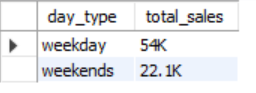 day_type total_sales
weekday 54K
weekends 22.1K